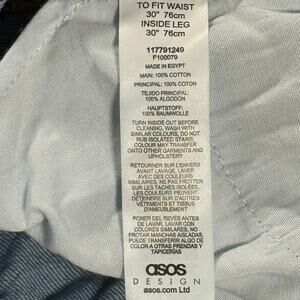 TO FIT WAIST
30" 76cm
INSIDE LEG
30" 76cm
117791249
F100079
MADE IN EGYPT
MAIN: 100% COTTON
PRINCIPAL: 100% COTON
TEJIDO PRINCIPAL:
100% ALGODÓN
HAUPTSTOFF:
100% BAUMWOLLE
TURN INSIDE OUT BEFORE
CLEANING, WASH WITH
SIMILAR COLOURS, DO NOT
RUB ISOLATED STAINS.
COLOUR MAY TRANSFER
ONTO OTHER GARMENTS AND
UPHOLSTERY
RETOURNER SUR L'ENVERS
AVANT LAVAGE. LAVER
AVEC DES COULEURS
SIMILAIRES, NE PAS FROTTER
SUR LES TACHES ISOLÉES.
LES COULEURS PEUVENT
DÉTEINDRE SUR D'AUTRES
VÊTEMENTS ET TISSUS
D'AMEUBLEMENT
PONER DEL REVÉS ANTES
DE LAVAR, LAVAR CON
COLORES SIMILARES, NO
FROTAR MANCHAS AISLADAS.
PUEDE TRANSFERIR ALGO DE
COLOR A OTRAS PRENDAS Y
TAPICERÍAS
asos
DESIGN
asos.com Ltd